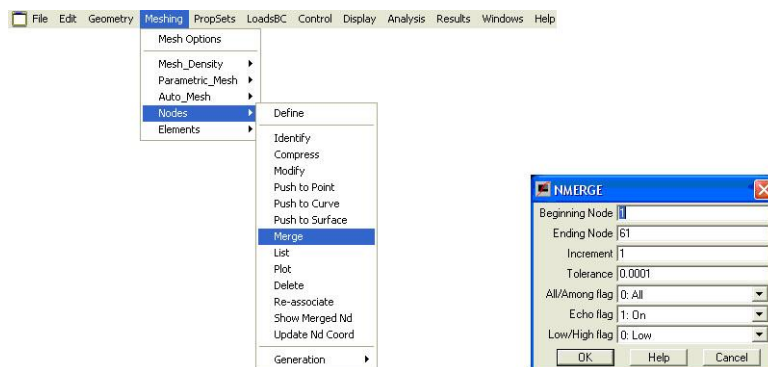 File Edit Geometry Meshing PropSets LoadsBC Control Display Analysis Results Windows Help
Mesh Options
Mesh_Density
Parametric_Mesh
Auto_Mesh
Nodes
Elements
Define
Identify
Compress
Modify
Push to Point
Push to Curve
Push to Surface
Merge
List
Plot
Delete
Re-associate
Show Merged Nd
Update Nd Coord
Generation
NMERGE
Beginning Node 1
Ending Node 61
Increment 1
Tolerance 0.0001
All/Among flag 0: All
Echo flag 1: On
Low/High flag 0: Low
OK Help Cancel